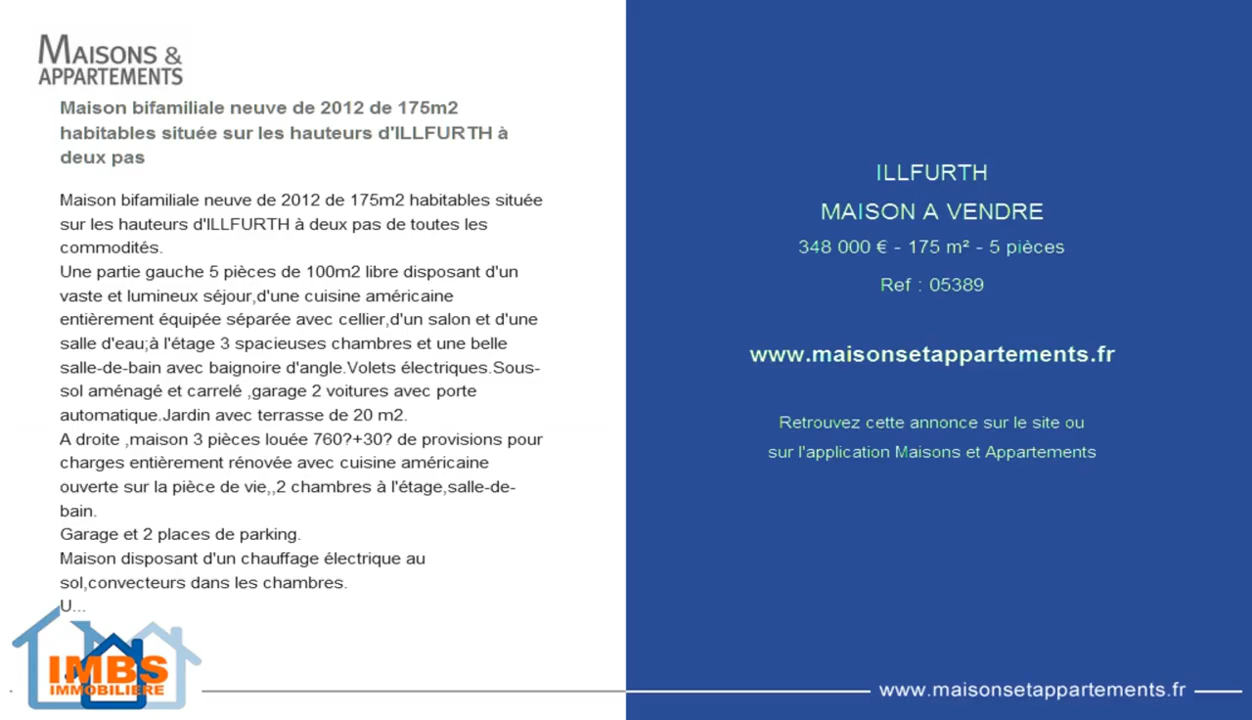 MAISONS &
APPARTEMENTS
Maison bifamiliale neuve de 2012 de 175m2
habitables située sur les hauteurs d'ILLFURTH à
deux pas
Maison bifamiliale neuve de 2012 de 175m2 habitables située
sur les hauteurs d'ILLFURTH à deux pas de toutes les
commodités.
Une partie gauche 5 pièces de 100m2 libre disposant d'un
vaste et lumineux séjour,d'une cuisine américaine
entièrement équipée séparée avec cellier,d'un salon et d'une
salle d'eau;à l'étage 3 spacieuses chambres et une belle
salle-de-bain avec baignoire d'angle.Volets électriques.Sous-
sol aménagé et carrelé ,garage 2 voitures avec porte
automatique.Jardin avec terrasse de 20 m2.
A droite ,maison 3 pièces louée 760?+30? de provisions pour
charges entièrement rénovée avec cuisine américaine
ouverte sur la pièce de vie,,2 chambres à l'étage,salle-de-
bain.
Garage et 2 places de parking.
Maison disposant d'un chauffage électrique au
sol,convecteurs dans les chambres.
U...
IMBS
IMMOBILIERE
ILLFURTH
MAISON A VENDRE
348 000 € - 175 m² - 5 pièces
Ref : 05389
www.maisonsetappartements.fr
Retrouvez cette annonce sur le site ou
sur l'application Maisons et Appartements
www.maisonsetappartements.fr